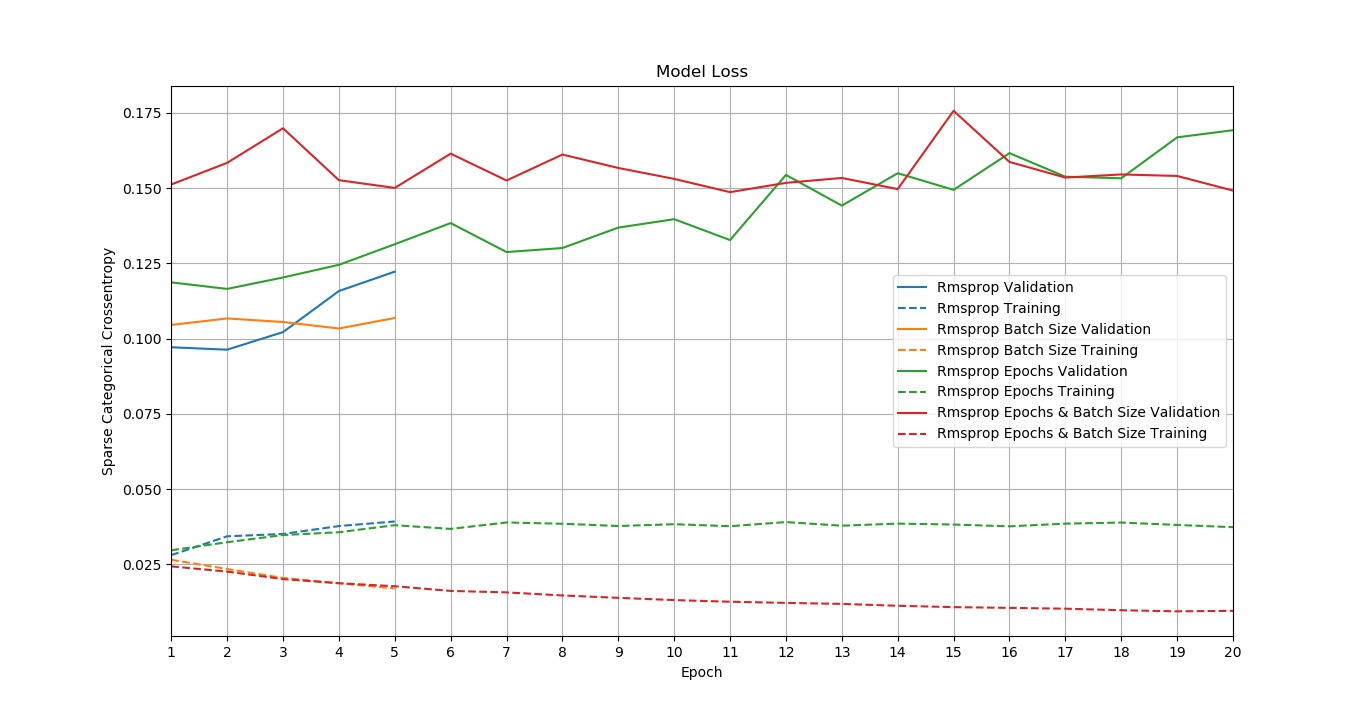 Model Loss
Sparse Categorical Crossentropy
0.175
0.150
0.125
0.100
0.075
0.050
0.025
Rmsprop Validation
Rmsprop Training
Rmsprop Batch Size Validation
Rmsprop Batch Size Training
Rmsprop Epochs Validation
Rmsprop Epochs Training
Rmsprop Epochs & Batch Size Validation
Rmsprop Epochs & Batch Size Training
1 2 3 4 5 6 7 8 9 10 11 12 13 14 15 16 17 18 19 20
Epoch